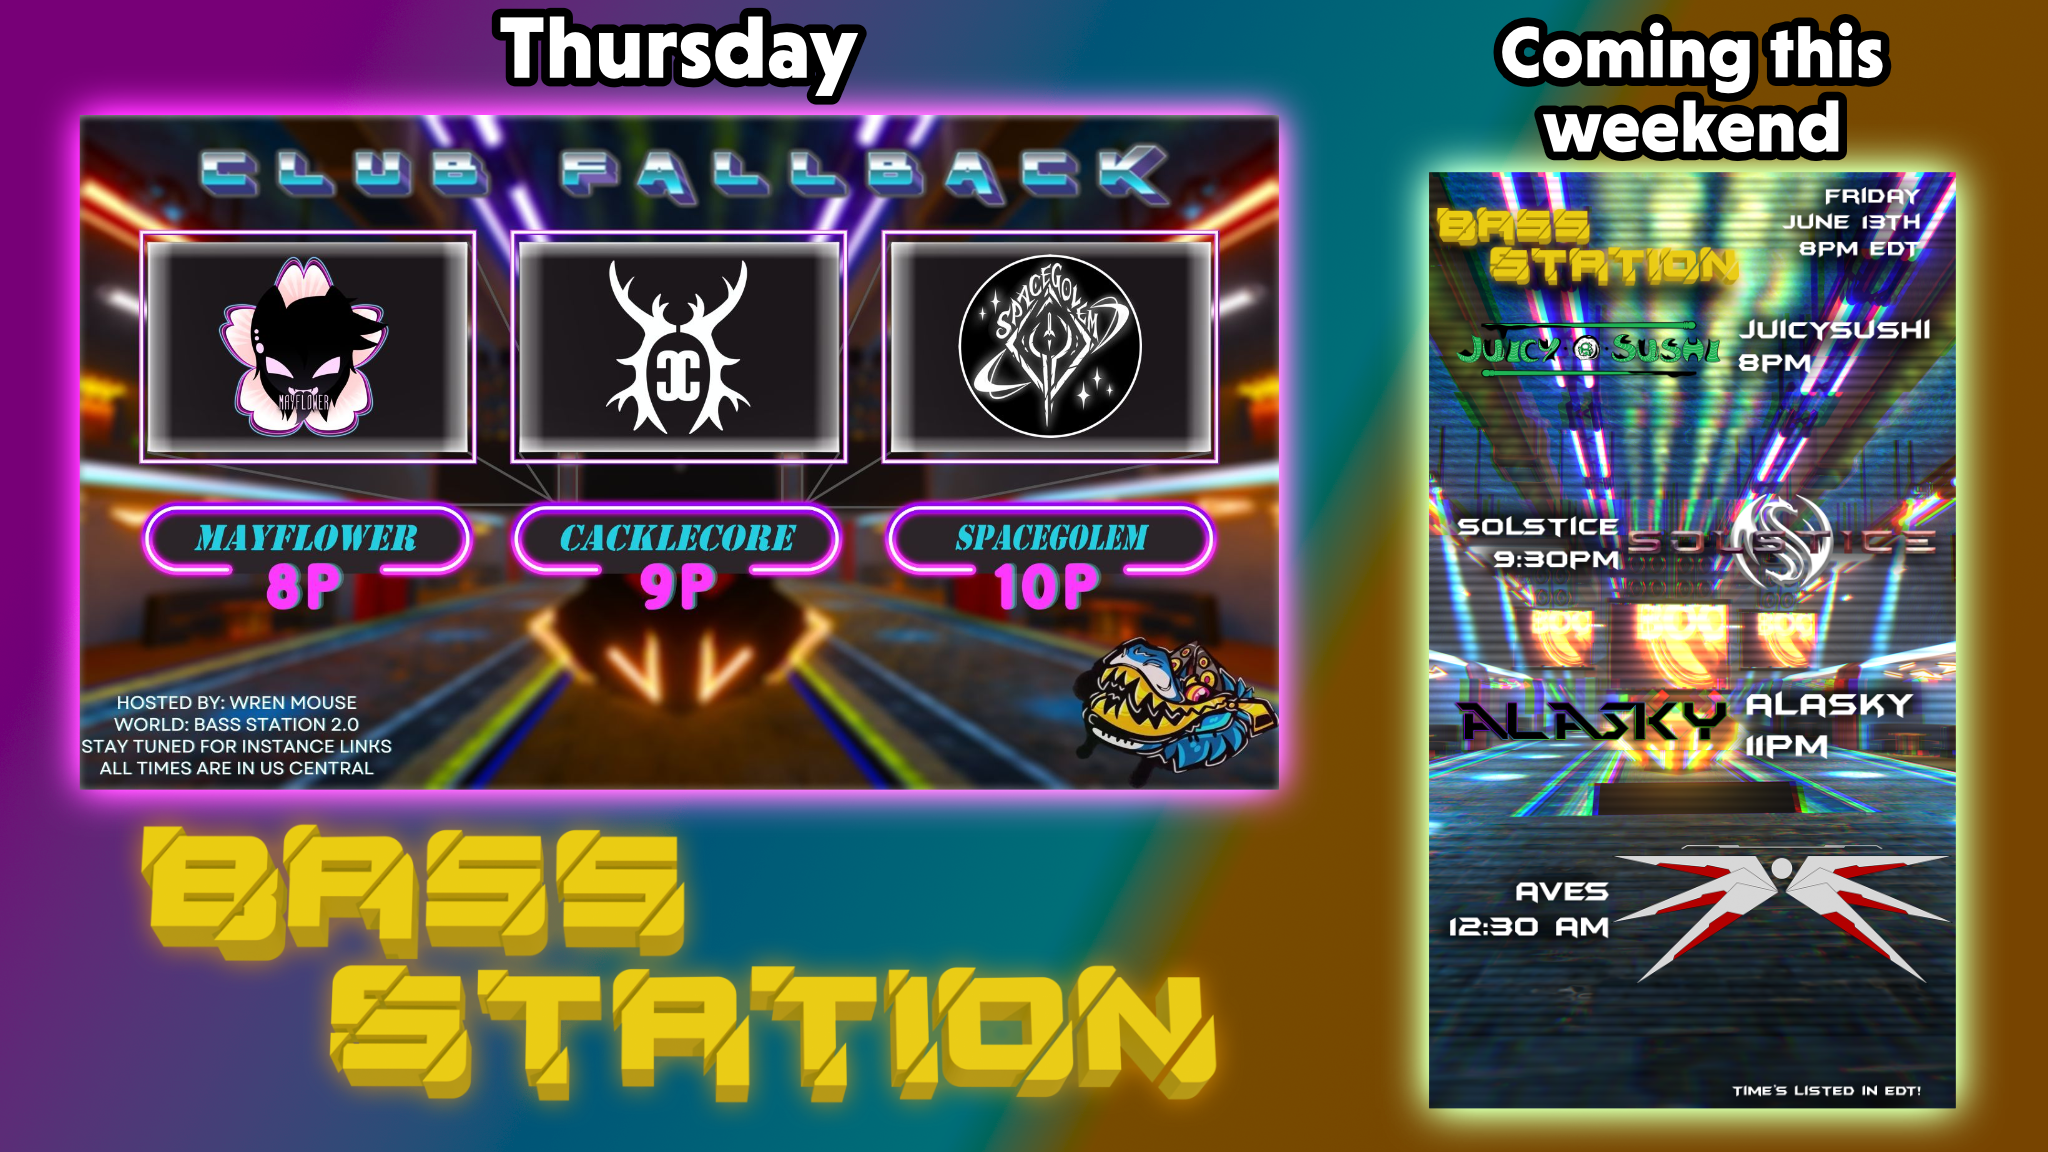 Thursday
CLUB FALLBACK
MAYFLOWER
SPACEGOLEM
MAYFLOWER
8P
CACKLECORE
9P
SPACEGOLEM
10P
HOSTED BY: WREN MOUSE
WORLD: BASS STATION 2.0
STAY TUNED FOR INSTANCE LINKS
ALL TIMES ARE IN US CENTRAL
BASS
STATION
Coming this
weekend
BASS
STATION
FRIDAY
JUNE 13TH
8PM EDT
JUICY SUSHI
JUICYSUSHI
8PM
SOLSTICE
9:30PM
SOLSTICE
ALASKY
ALASKY
11PM
AVES
12:30 AM
TIME'S LISTED IN EDT!